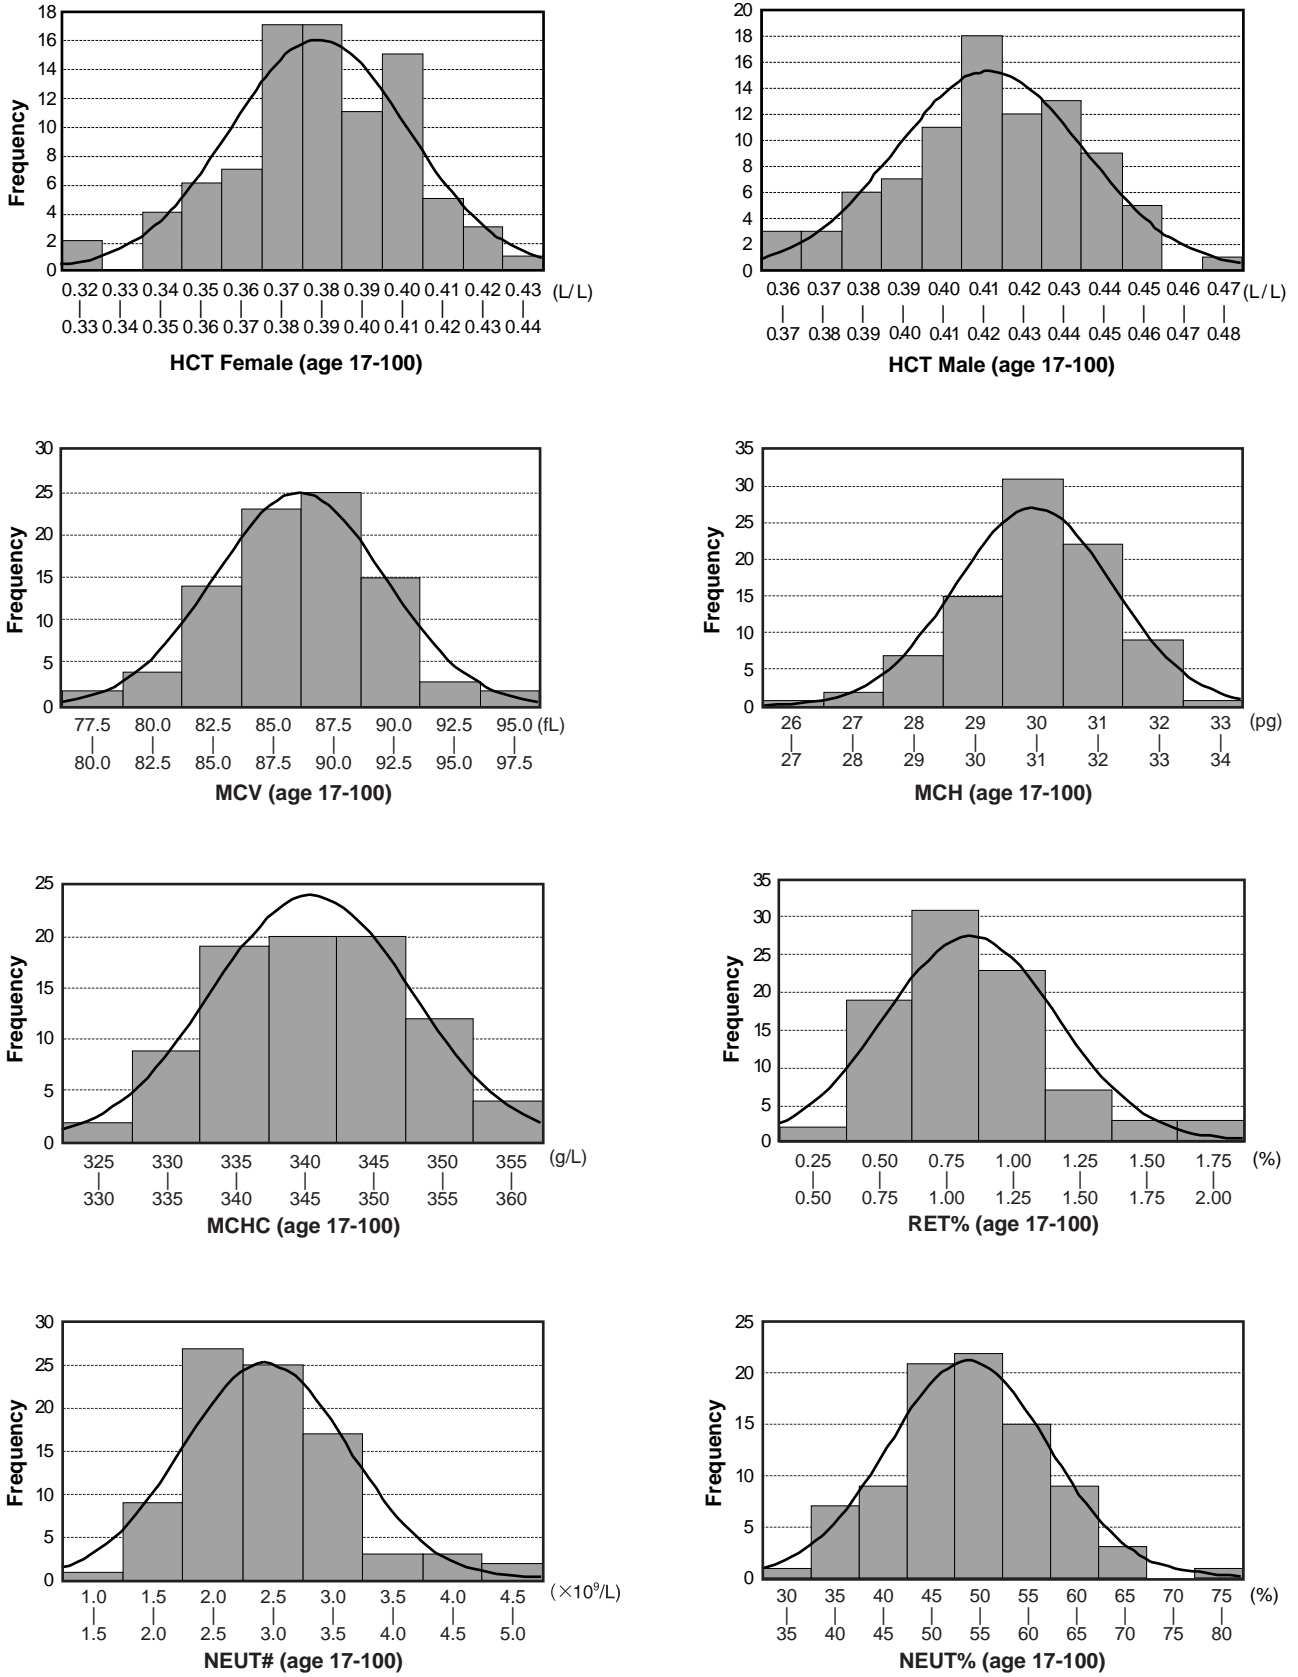 18
16
14
12
10
8
6
4
2
0
Frequency
0.32 0.33 0.34 0.35 0.36 0.37 0.38 0.39 0.40 0.41 0.42 0.43 (L/L)
0.33 0.34 0.35 0.36 0.37 0.38 0.39 0.40 0.41 0.42 0.43 0.44
HCT Female (age 17-100)
20
18
16
14
12
10
8
6
4
2
0
0.36 0.37 0.38 0.39 0.40 0.41 0.42 0.43 0.44 0.45 0.46 0.47 (L/L)
0.37 0.38 0.39 0.40 0.41 0.42 0.43 0.44 0.45 0.46 0.47 0.48
HCT Male (age 17-100)
30
25
20
15
10
5
0
Frequency
77.5 80.0 82.5 85.0 87.5 90.0 92.5 95.0 (fL)
80.0 82.5 85.0 87.5 90.0 92.5 95.0 97.5
MCV (age 17-100)
35
30
25
20
15
10
5
0
Frequency
26 27 28 29 30 31 32 33 (pg)
27 28 29 30 31 32 33 34
MCH (age 17-100)
25
20
15
10
5
0
Frequency
325 330 335 340 345 350 355 (g/L)
330 335 340 345 350 355 360
MCHC (age 17-100)
35
30
25
20
15
10
5
0
Frequency
0.25 0.50 0.75 1.00 1.25 1.50 1.75 (%)
0.50 0.75 1.00 1.25 1.50 1.75 2.00
RET% (age 17-100)
30
25
20
15
10
5
0
Frequency
1.0 1.5 2.0 2.5 3.0 3.5 4.0 4.5 (×10⁹/L)
1.5 2.0 2.5 3.0 3.5 4.0 4.5 5.0
NEUT# (age 17-100)
25
20
15
10
5
0
Frequency
30 35 40 45 50 55 60 65 70 75 (%)
35 40 45 50 55 60 65 70 75 80
NEUT% (age 17-100)